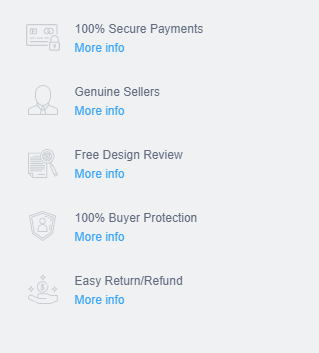 100% Secure Payments
More info
Genuine Sellers
More info
Free Design Review
More info
100% Buyer Protection
More info
Easy Return/Refund
More info